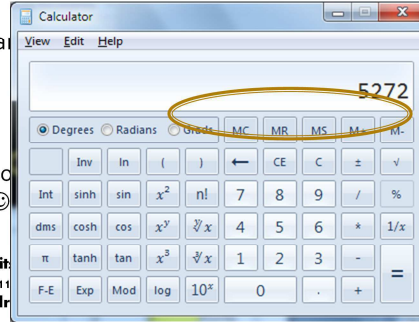 Calculator
View Edit Help
5272
Degrees Radians Grads MC MR MS M+ M-
Inv ln ( ) ← CE C ± √
Int sinh sin x² n! 7 8 9 / %
dms cosh cos xʸ ʸ√x 4 5 6 * 1/x
π tanh tan x³ ³√x 1 2 3 - =
F-E Exp Mod log 10ˣ 0 . +